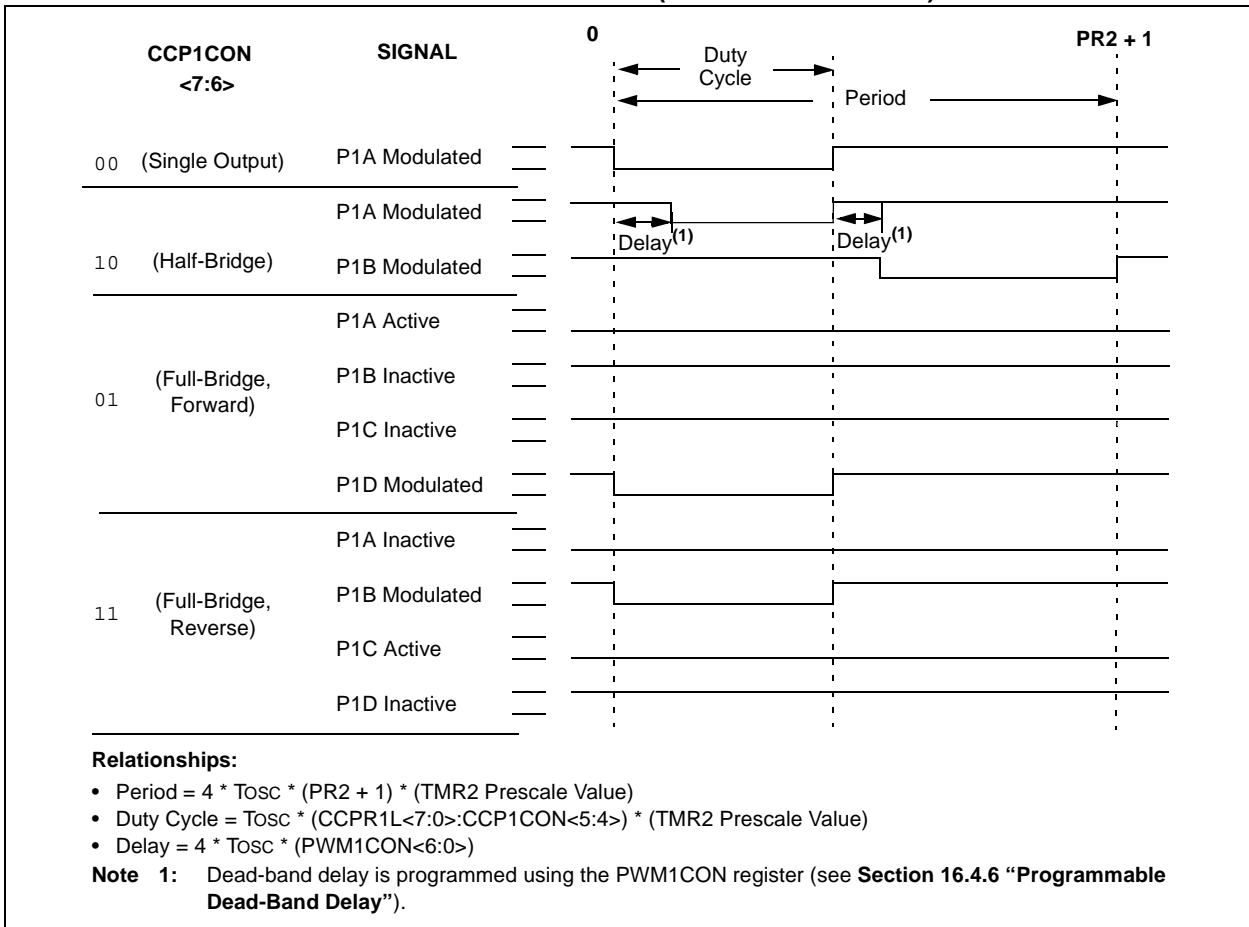 0
PR2 + 1
CCP1CON
<7:6>
SIGNAL
Duty
Cycle
Period
00 (Single Output) P1A Modulated
P1A Modulated
Delay(1)
Delay(1)
10 (Half-Bridge) P1B Modulated
P1A Active
01 (Full-Bridge,
Forward)
P1B Inactive
P1C Inactive
P1D Modulated
P1A Inactive
11 (Full-Bridge,
Reverse)
P1B Modulated
P1C Active
P1D Inactive
Relationships:
• Period = 4 * TOSC * (PR2 + 1) * (TMR2 Prescale Value)
• Duty Cycle = TOSC * (CCPR1L<7:0>:CCP1CON<5:4>) * (TMR2 Prescale Value)
• Delay = 4 * TOSC * (PWM1CON<6:0>)
Note 1: Dead-band delay is programmed using the PWM1CON register (see Section 16.4.6 “Programmable
Dead-Band Delay”).